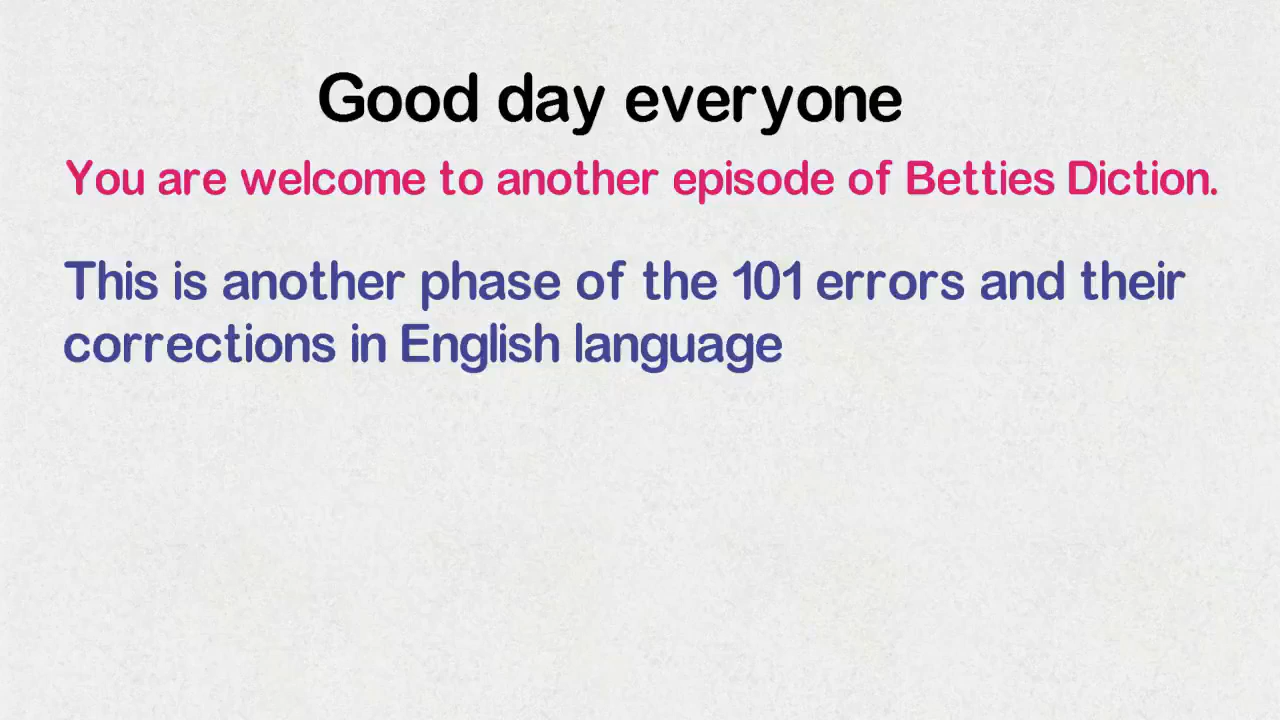 Good day everyone
You are welcome to another episode of Betties Diction.
This is another phase of the 101 errors and their
corrections in English language